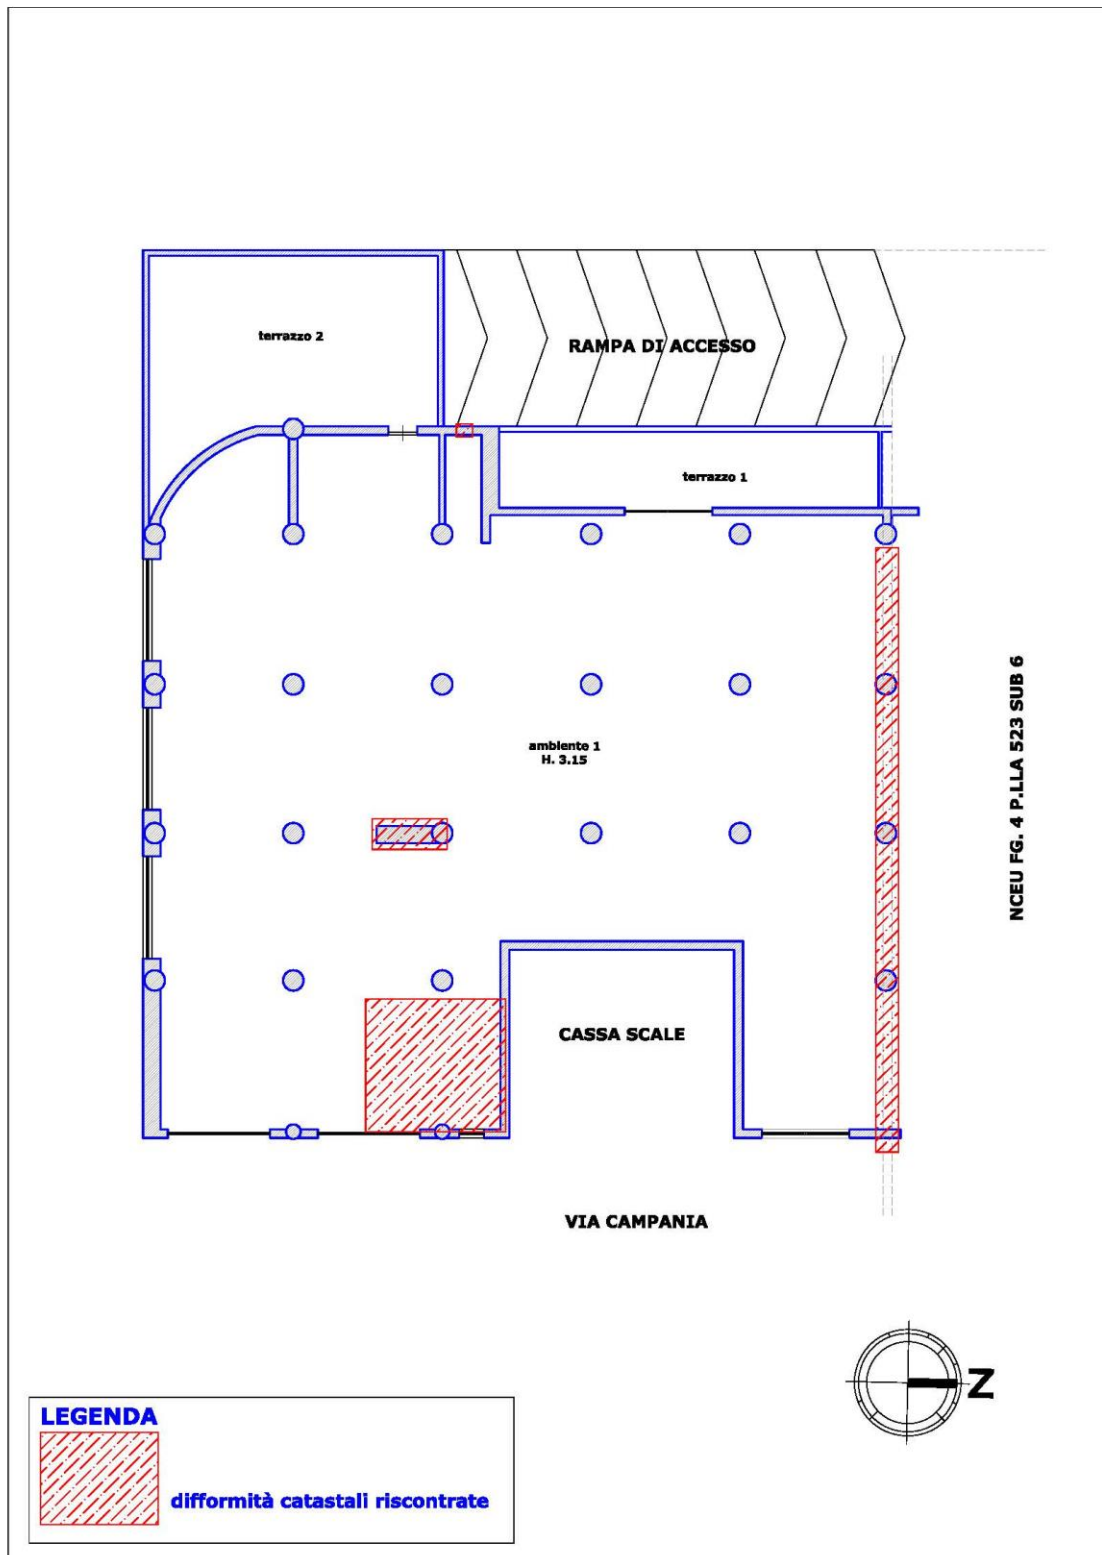 terrazzo 2
RAMPA DI ACCESSO
terrazzo 1
ambiente 1
H. 3.15
NCEU FG. 4 P.LLA 523 SUB 6
CASSA SCALE
VIA CAMPANIA
N
LEGENDA
difformità catastali riscontrate